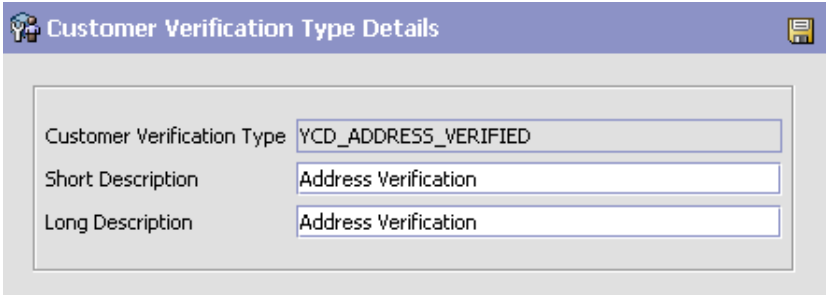 Customer Verification Type Details
Customer Verification Type YCD_ADDRESS_VERIFIED
Short Description Address Verification
Long Description Address Verification